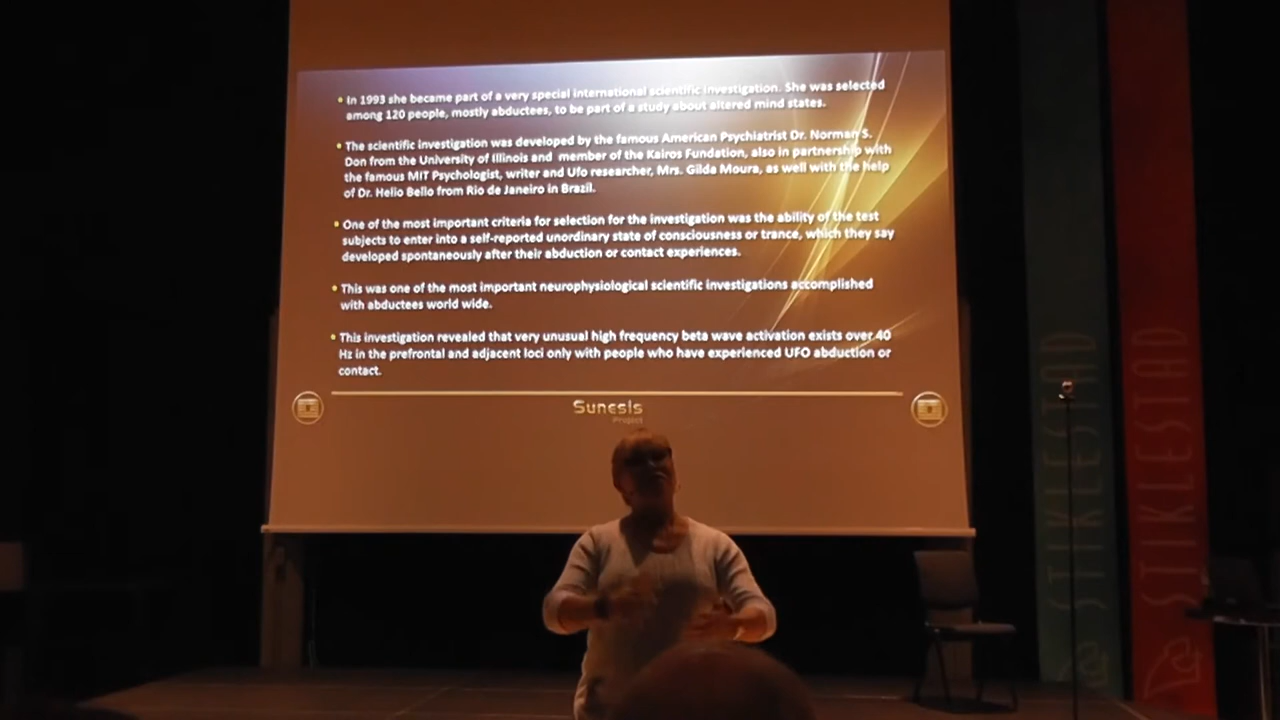 • In 1993 she became part of a very special international scientific investigation. She was selected
among 120 people, mostly abductees, to be part of a study about altered mind states.
• The scientific investigation was developed by the famous American Psychiatrist Dr. Norman S.
Don from the University of Illinois and member of the Kairos Foundation, also in partnership with
the famous MIT Psychologist, writer and Ufo researcher, Mrs. Gilda Moura, as well with the help
of Dr. Helio Bello from Rio de Janeiro in Brazil.
• One of the most important criteria for selection for the investigation was the ability of the test
subjects to enter into a self-reported unordinary state of consciousness or trance, which they say
developed spontaneously after their abduction or contact experiences.
• This was one of the most important neurophysiological scientific investigations accomplished
with abductees world wide.
• This investigation revealed that very unusual high frequency beta wave activation exists over 40
Hz in the prefrontal and adjacent loci only with people who have experienced UFO abduction or
contact.
Sunesis
Project
STIKLESTAD
STIKLESTAD